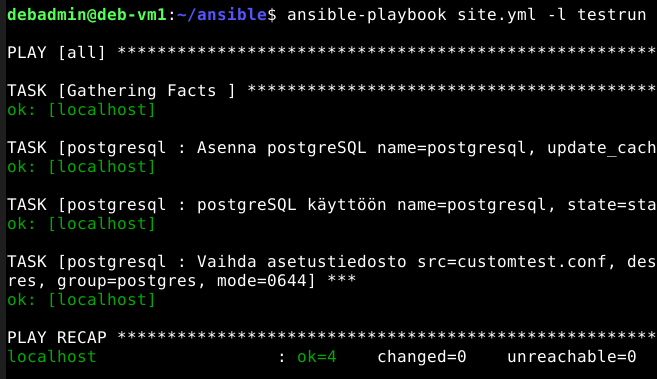 debadmin@deb-vm1:~/ansible$ ansible-playbook site.yml -l testrun
PLAY [all] ******************************************************
TASK [Gathering Facts ] *****************************************
ok: [localhost]
TASK [postgresql : Asenna postgreSQL name=postgresql, update_cach
ok: [localhost]
TASK [postgresql : postgreSQL käyttöön name=postgresql, state=sta
ok: [localhost]
TASK [postgresql : Vaihda asetustiedosto src=customtest.conf, des
res, group=postgres, mode=0644] ***
ok: [localhost]
PLAY RECAP ******************************************************
localhost                  : ok=4    changed=0    unreachable=0